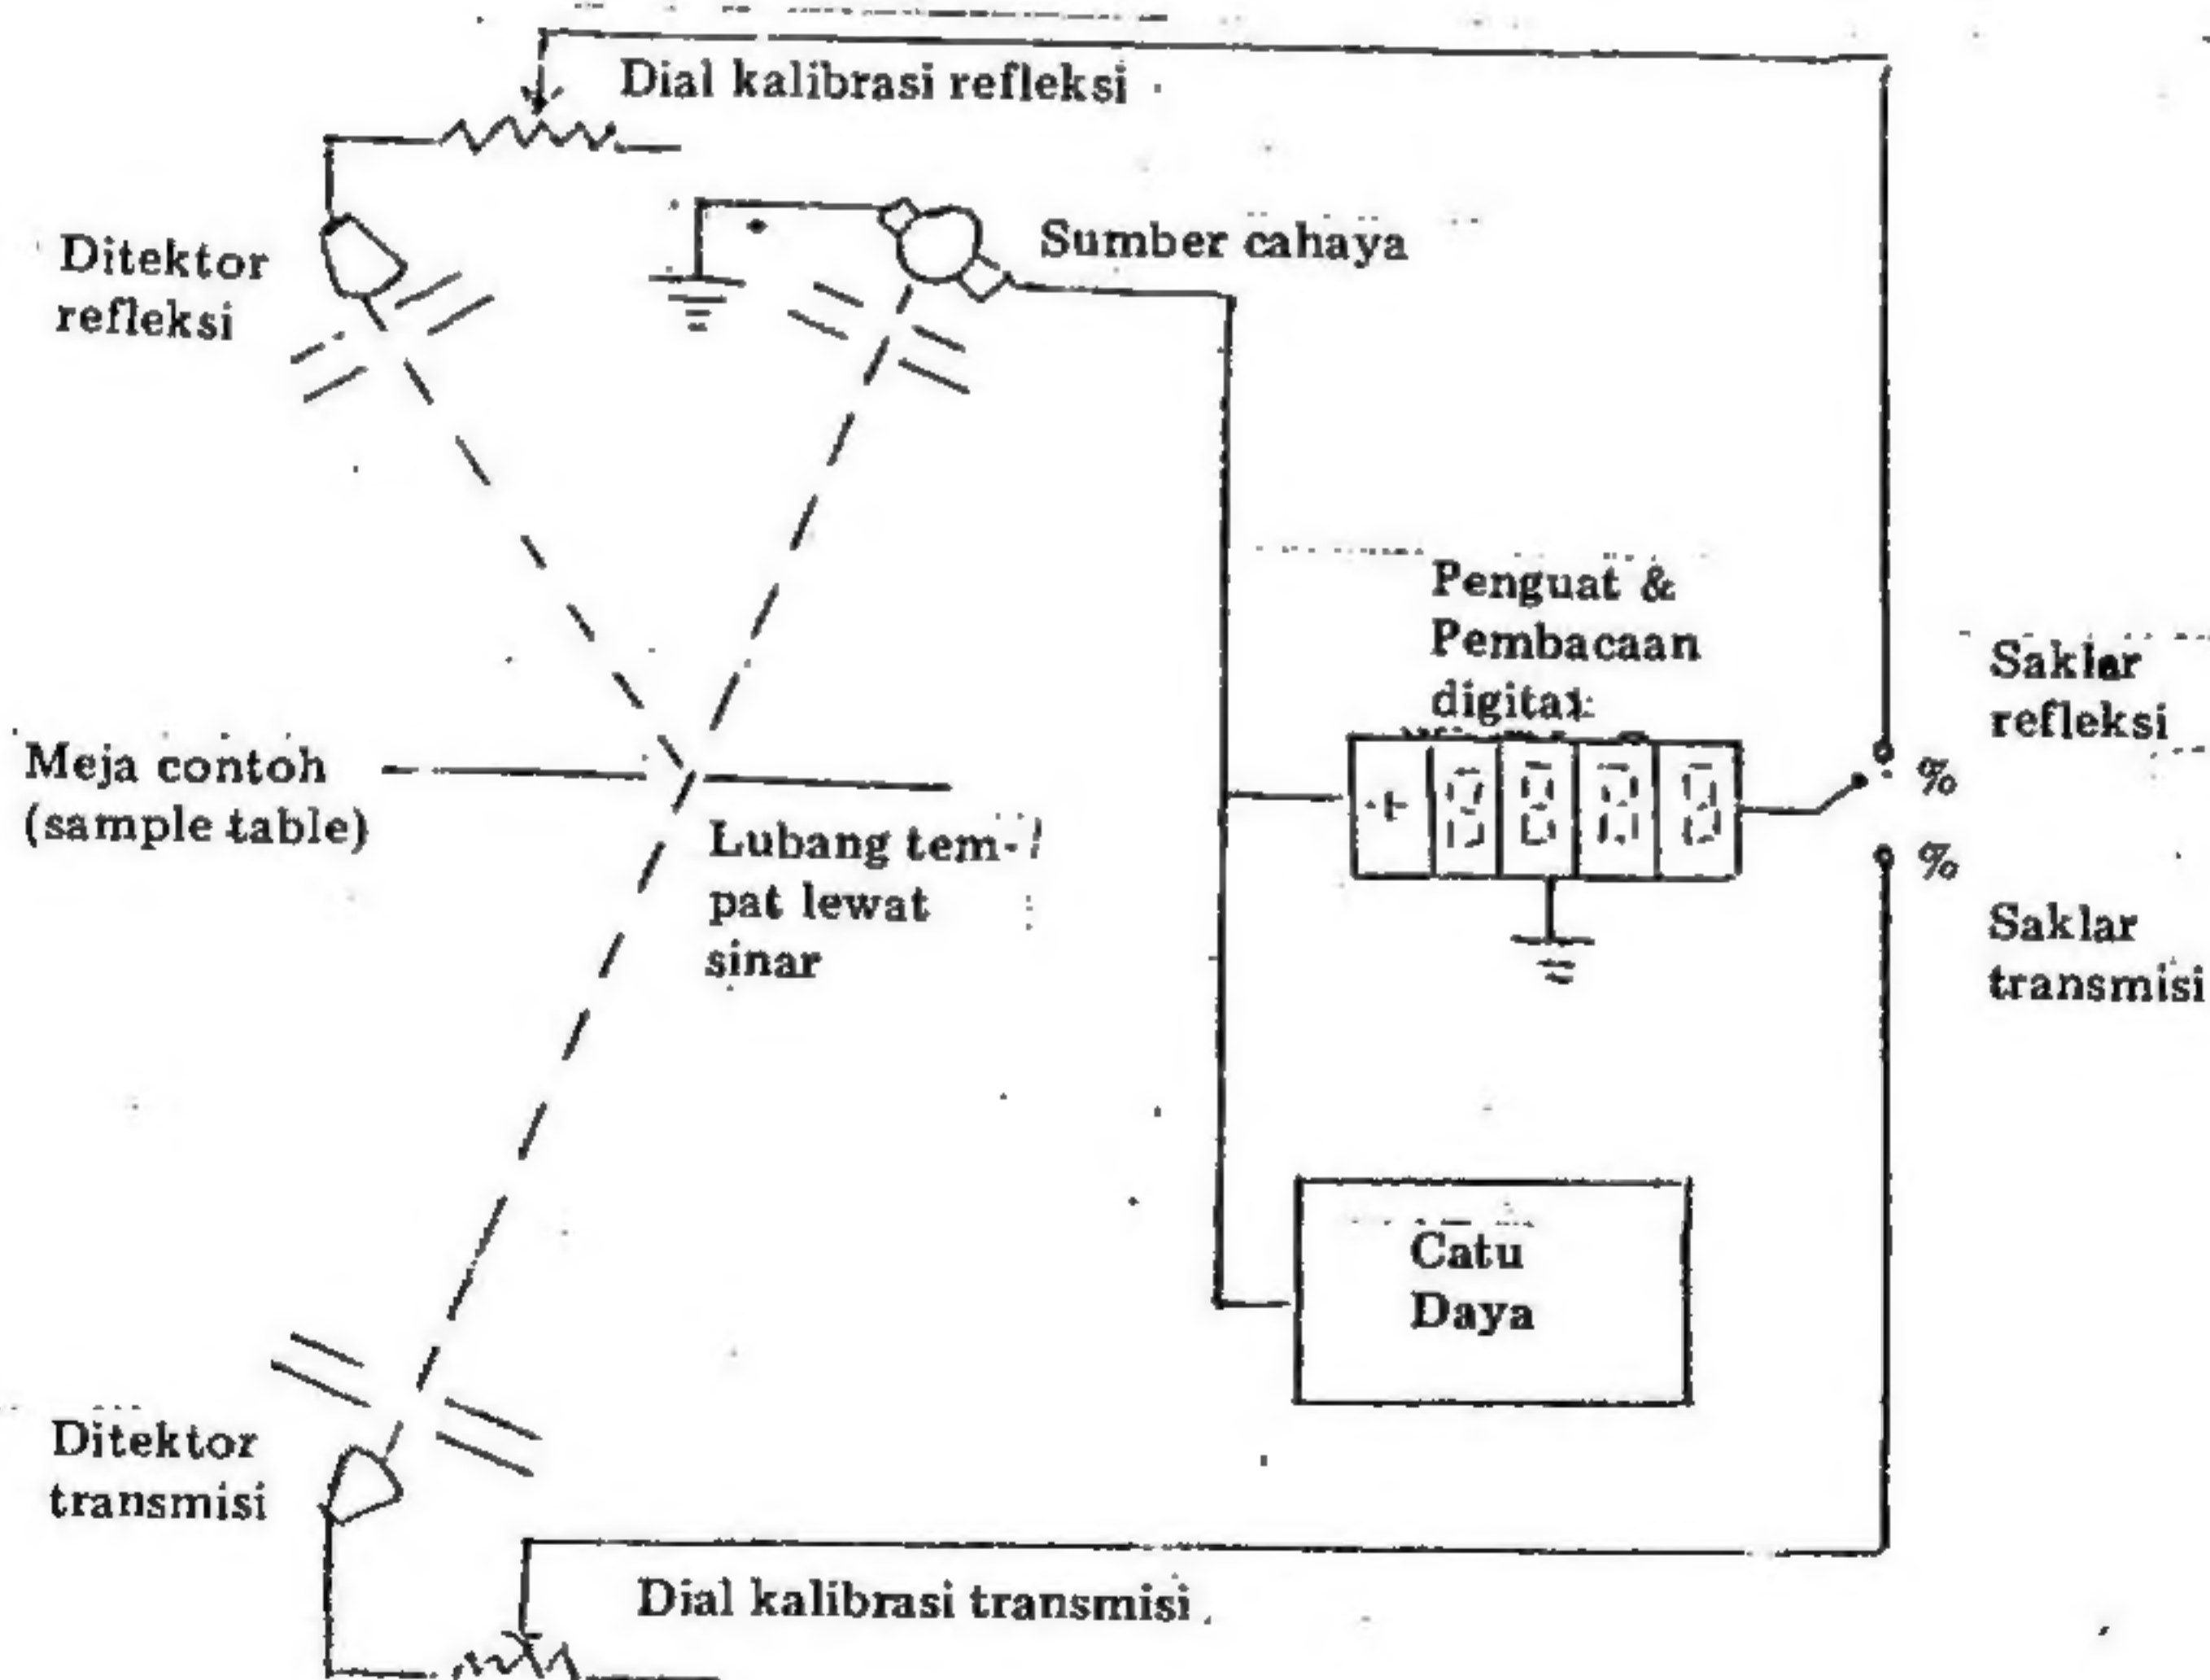 Dial kalibrasi refleksi
Ditektor
refleksi
Sumber cahaya
Penguat &
Pembacaan
digital
Saklar
refleksi
%
%
Saklar
transmisi
Meja contoh
(sample table)
Lubang tem-
pat lewat
sinar
Catu
Daya
Ditektor
transmisi
Dial kalibrasi transmisi